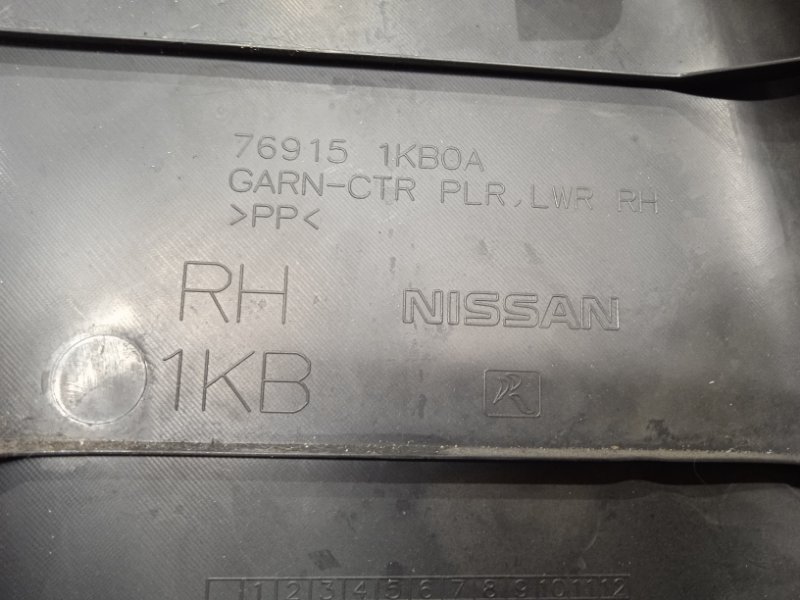 76915 1KB0A
GARN-CTR PLR, LWR RH
>PP<
RH
NISSAN
1KB
R
1 2 3 4 5 6 7 8 9 10 11 12